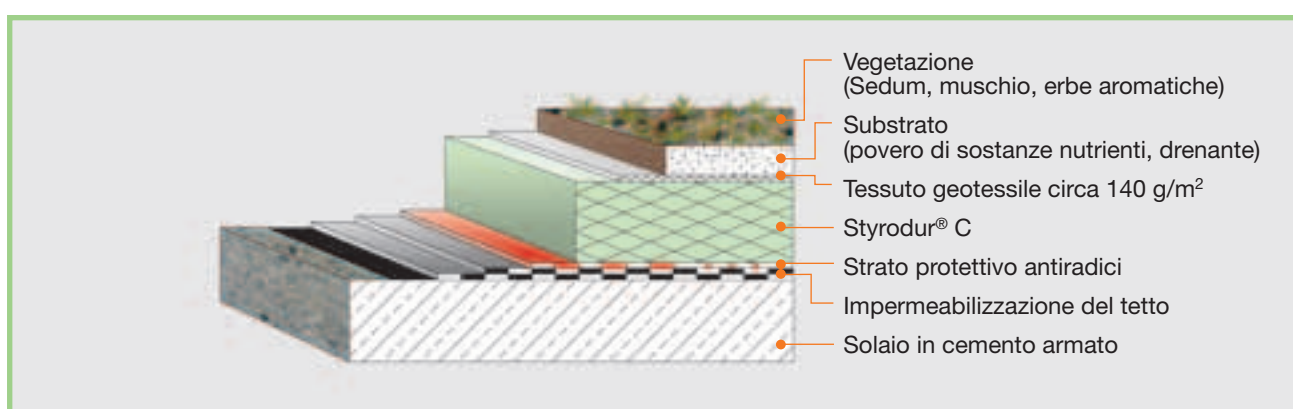 Vegetazione
(Sedum, muschio, erbe aromatiche)
Substrato
(povero di sostanze nutrienti, drenante)
Tessuto geotessile circa 140 g/m²
Styrodur® C
Strato protettivo antiradici
Impermeabilizzazione del tetto
Solaio in cemento armato